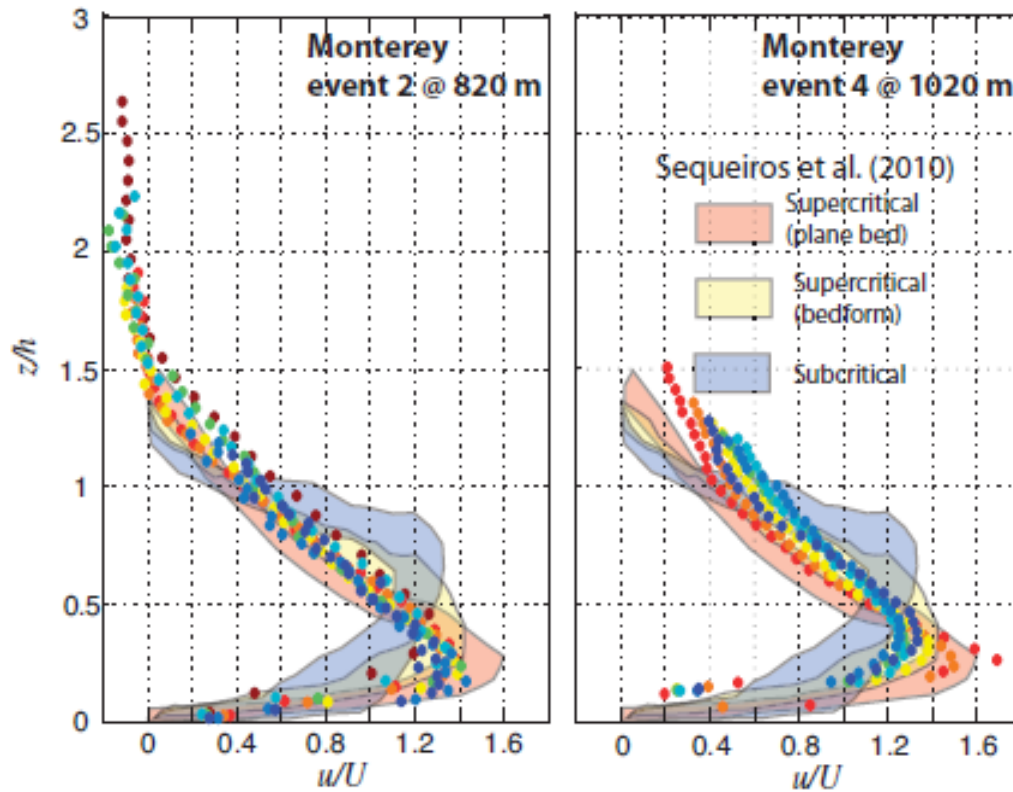 3
2.5
2
1.5
1
0.5
0
z/h
0
0.4
0.8
1.2
1.6
u/U
Monterey
event 2 @ 820 m
Monterey
event 4 @ 1020 m
Sequeiros et al. (2010)
Supercritical
(plane bed)
Supercritical
(bedform)
Subcritical
0
0.4
0.8
1.2
1.6
u/U